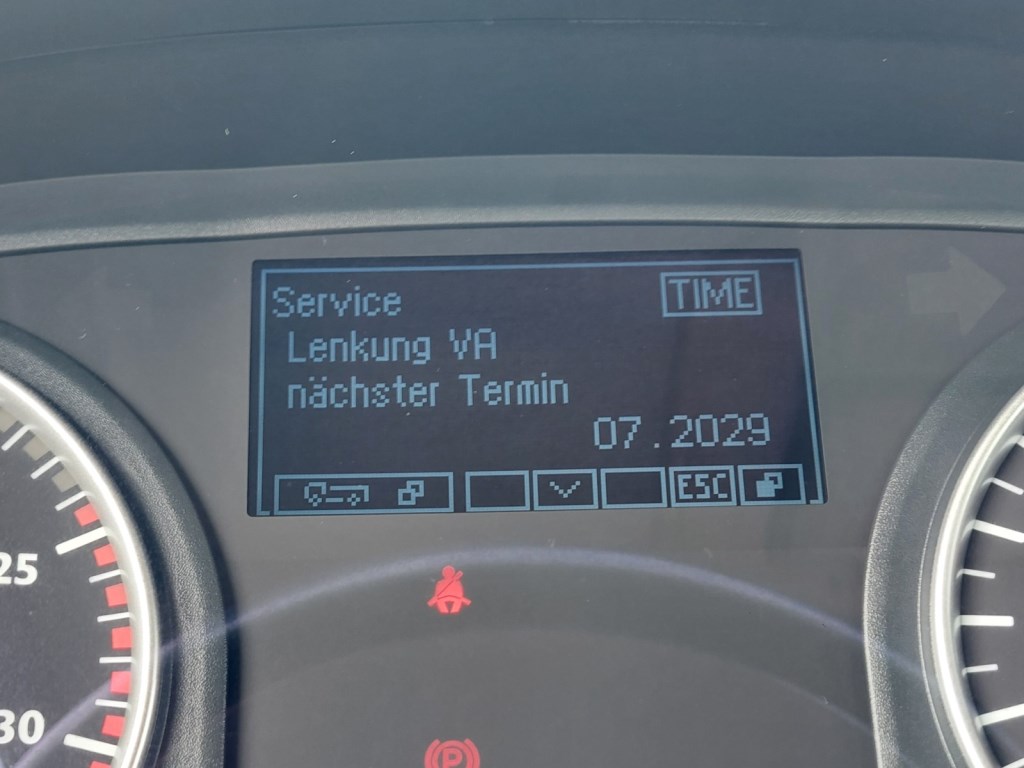 Service TIME
Lenkung VA
nächster Termin
07.2029
ESC
25
30
P